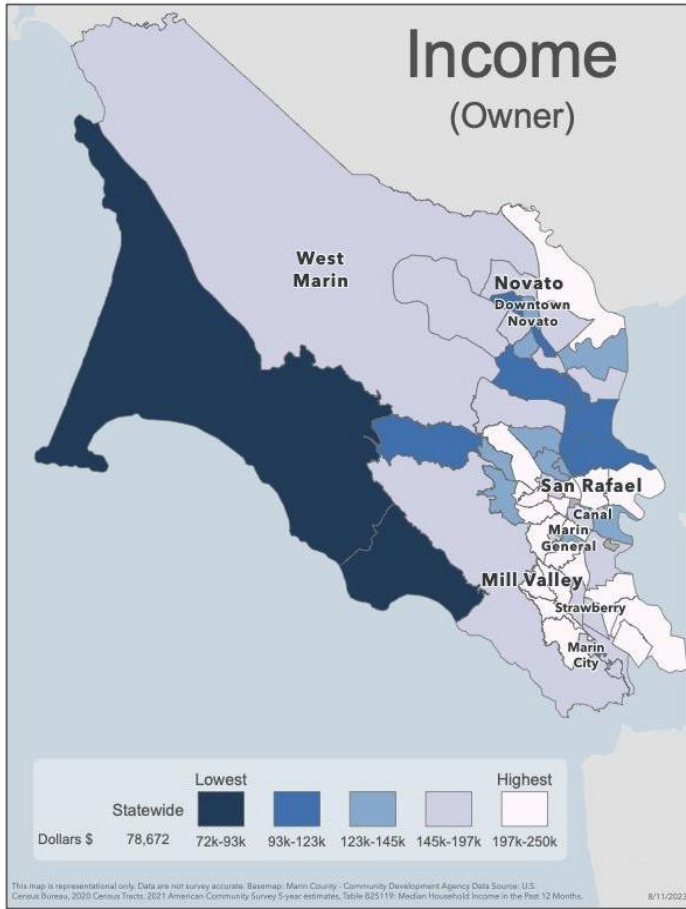 Income
(Owner)
West
Marin
Novato
Downtown
Novato
San Rafael
Canal
Marin
General
Mill Valley
Strawberry
Marin
City
Lowest
Highest
Statewide
Dollars $ 78,672 72k-93k 93k-123k 123k-145k 145k-197k 197k-250k
This map is representational only. Data are not survey accurate. Basemap: Marin County - Community Development Agency Data Source: U.S.
Census Bureau, 2020 Census Tracts. 2021 American Community Survey 5-year estimates, Table B25119: Median Household Income in the Past 12 Months.
8/11/2023